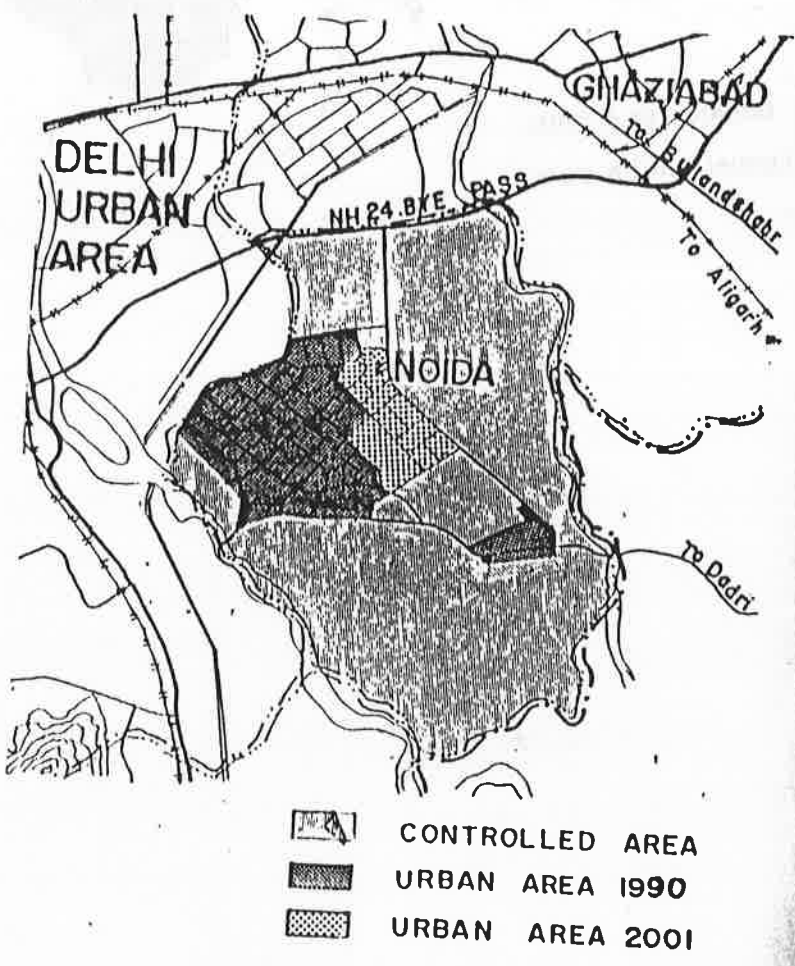 GHAZIABAD
To Bulandshahr
DELHI
URBAN
AREA
NH.24.BYE PASS
To Aligarh
NOIDA
To Dadri
CONTROLLED AREA
URBAN AREA 1990
URBAN AREA 2001